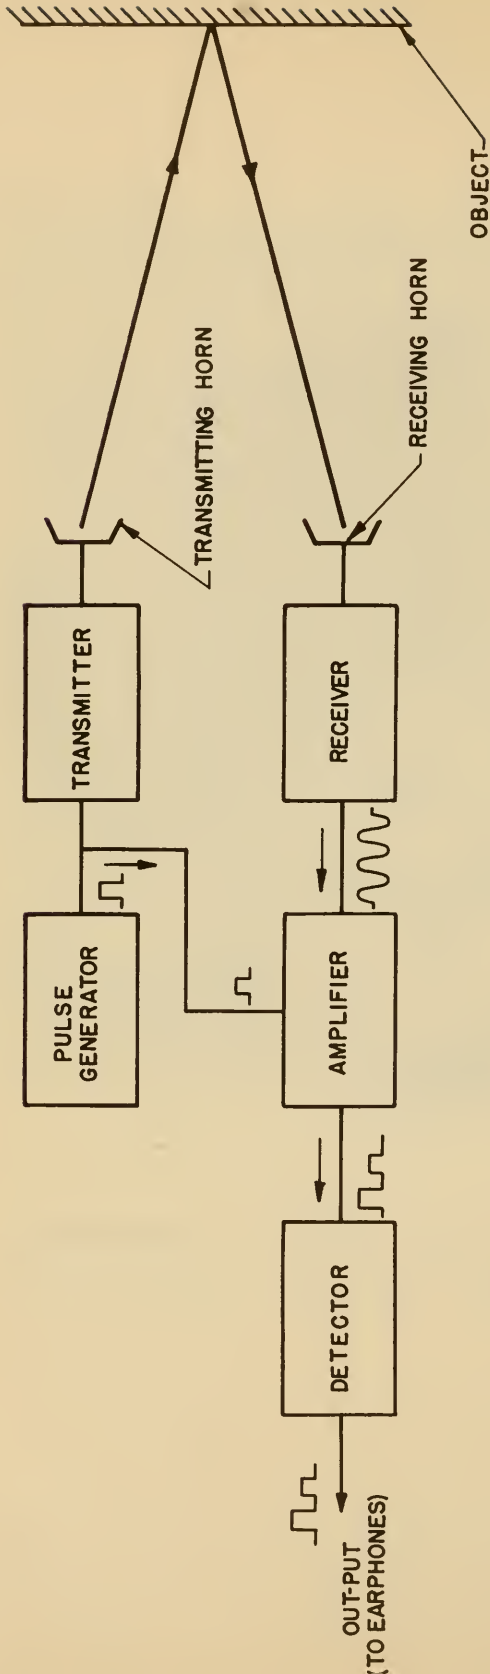 PULSE
GENERATOR
TRANSMITTER
TRANSMITTING HORN
OBJECT
OUT-PUT
(TO EARPHONES)
DETECTOR
AMPLIFIER
RECEIVER
RECEIVING HORN